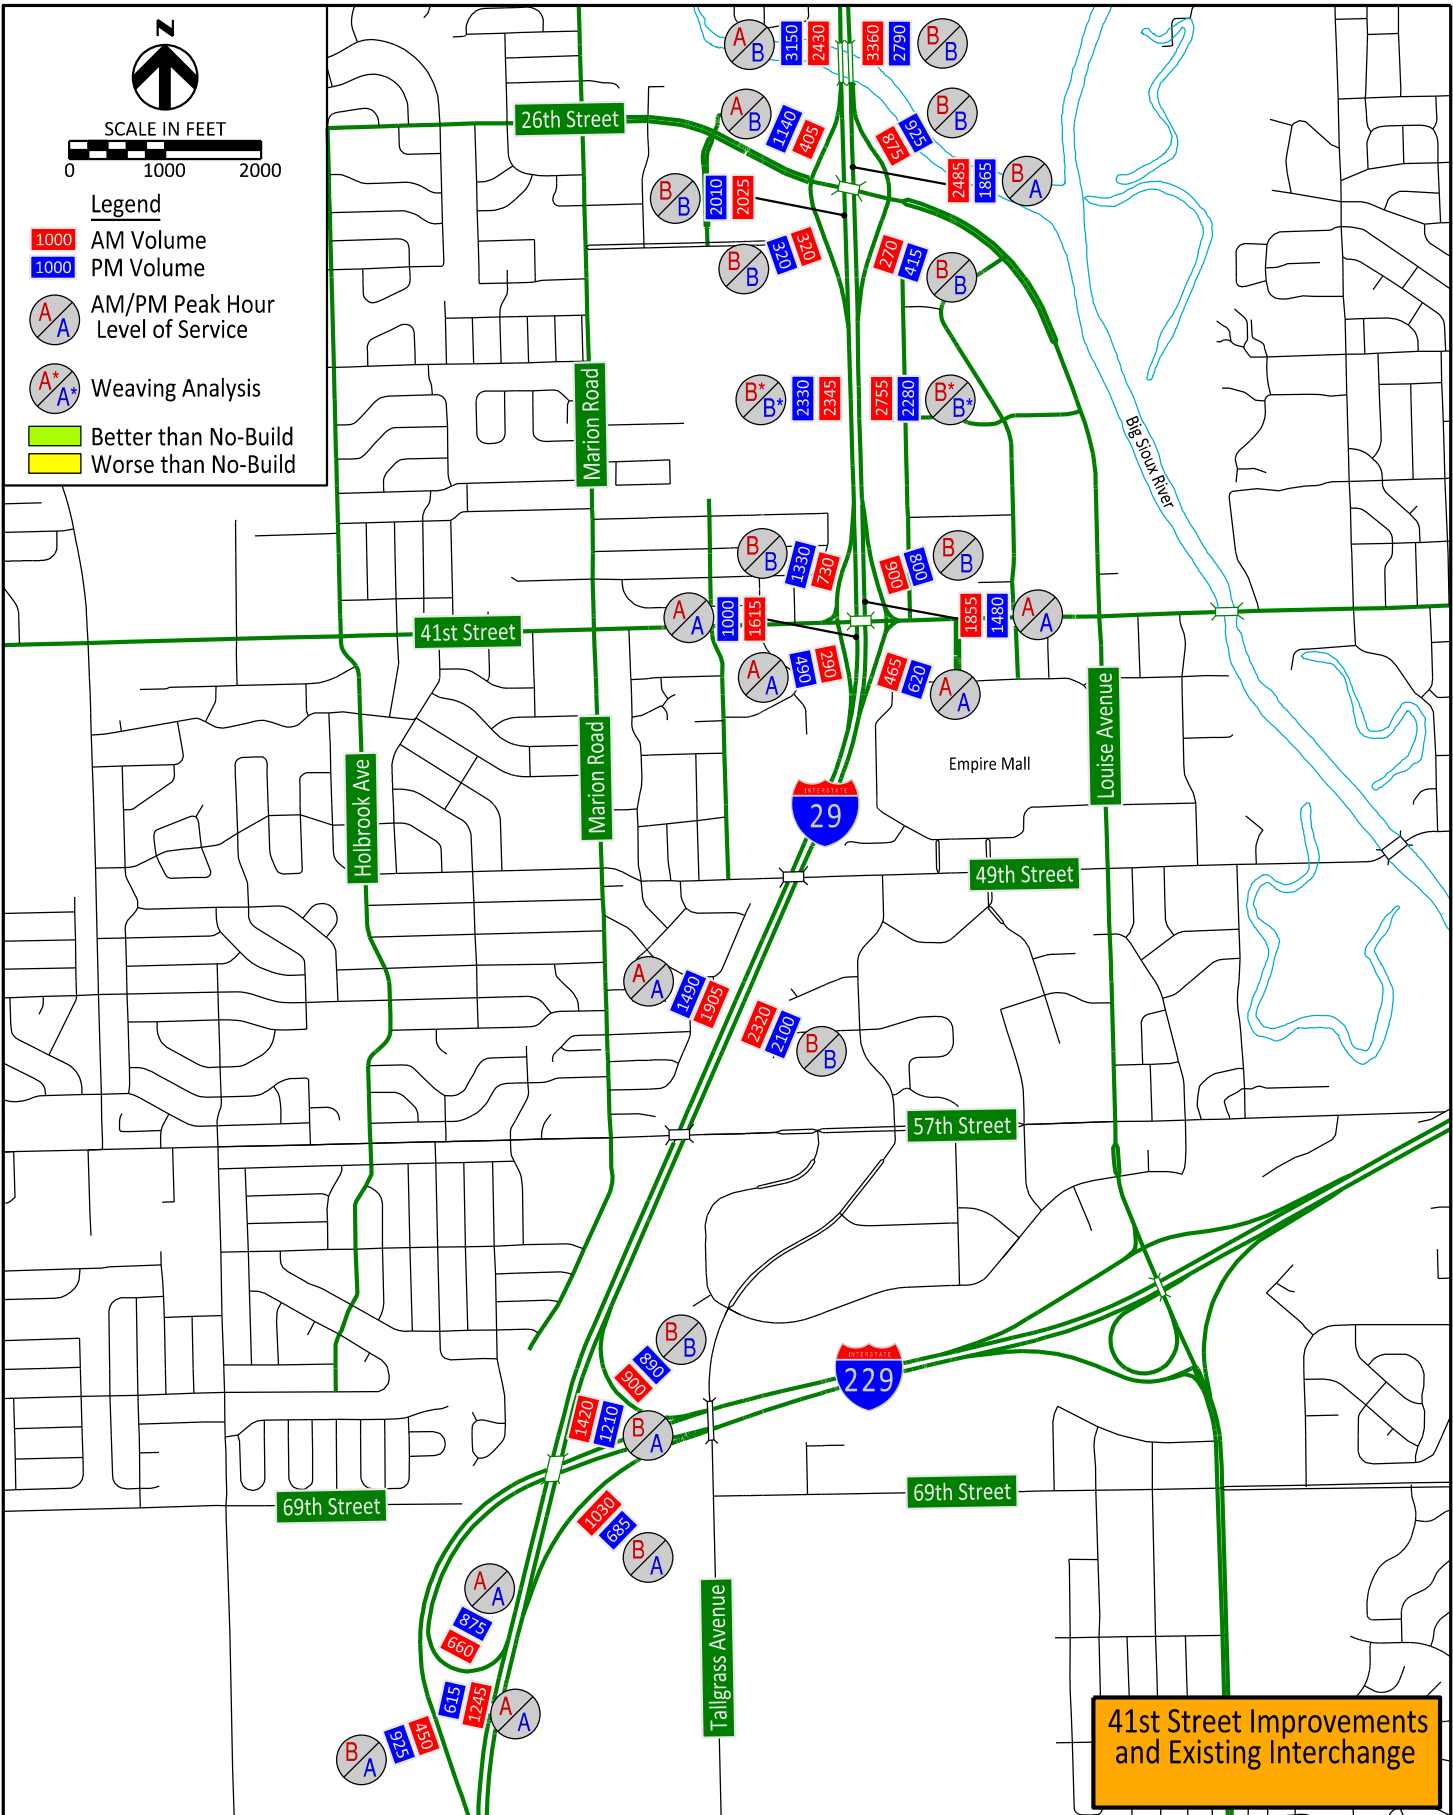 N
SCALE IN FEET
0 1000 2000
Legend
1000 AM Volume
1000 PM Volume
A A AM/PM Peak Hour
Level of Service
A* A* Weaving Analysis
Better than No-Build
Worse than No-Build
A B 3150 2430 3360 2790 B B
26th Street
A B 1140 405 875 925 B B
2485 1865 B A
B B 2010 2025
B B 320 320 270 415 B B
Marion Road
B* B* 2330 2345 2755 2280 B* B*
Big Sioux River
B B 1330 730 900 800 B B
A A 1000 1615 1855 1480 A A
41st Street
A A 490 290 465 620 A A
Marion Road
Louise Avenue
Empire Mall
Holbrook Ave
INTERSTATE
29
49th Street
A A 1490 1905 2320 2100 B B
57th Street
B B
890
900
INTERSTATE
229
1420 1210 B A
69th Street
69th Street
1030 685 B A
A A
875
660
Tallgrass Avenue
615 1245 A A
B A 925 450
41st Street Improvements
and Existing Interchange